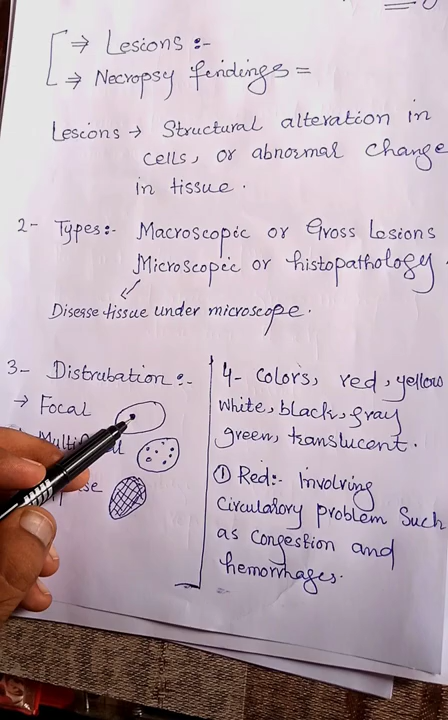 ⇒ Lesions :-
⇒ Necropsy findings =
Lesions → Structural alteration in
cells, or abnormal change
in tissue.
2- Types:- Macroscopic or Gross Lesions
Microscopic or histopathology.
Disease tissue under microscope.
3- Distrubation :-
→ Focal
4- Colors, red, yellow
white, black, gray
green, translucent.
① Red:- Involving
Circulatory problem Such
as Congestion and
hemorrhages.